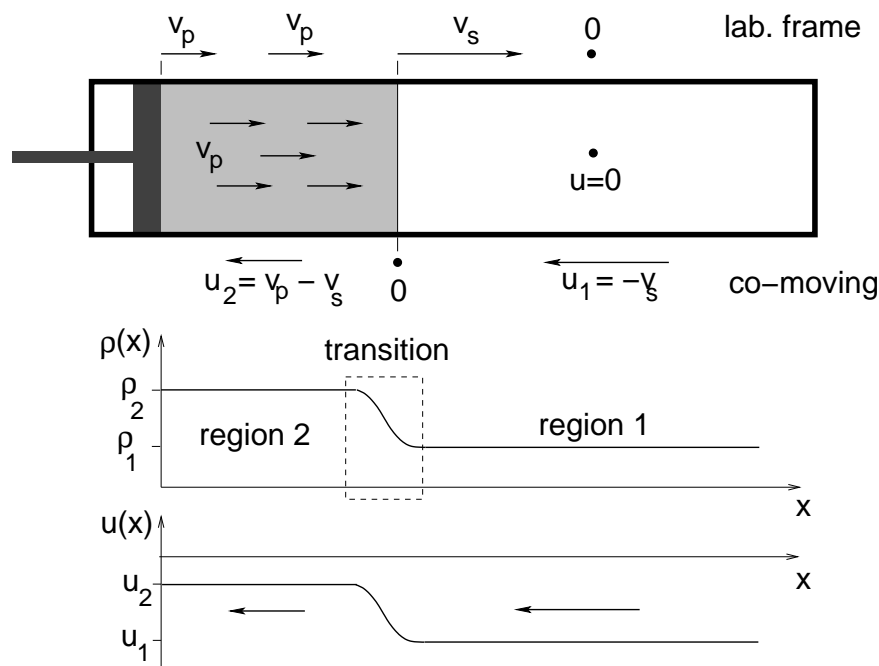 v_p v_p v_s 0 lab. frame
v_p
u=0
u_2 = v_p − v_s 0 u_1 = −v_s co−moving
ρ(x) transition
ρ_2
region 2 region 1
ρ_1
x
u(x)
x
u_2
u_1